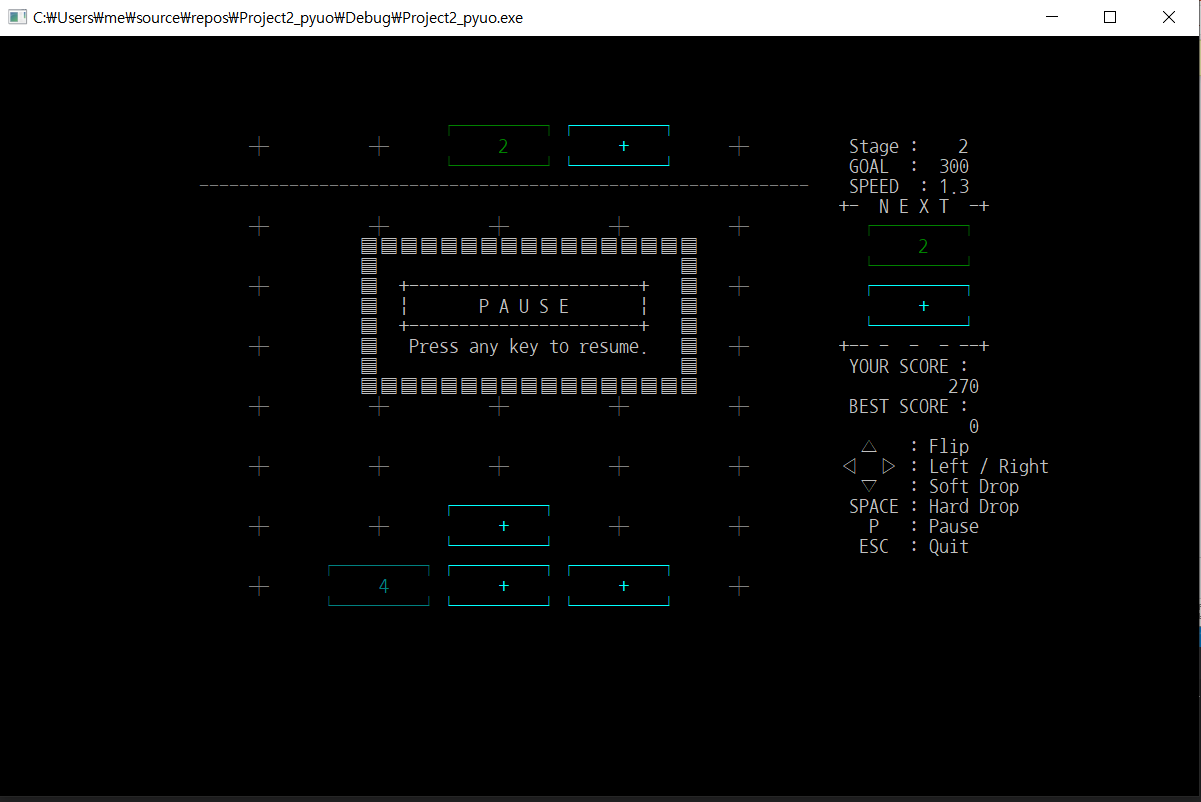 C:₩Users₩me₩source₩repos₩Project2_pyuo₩Debug₩Project2_pyuo.exe
2 +
Stage : 2
GOAL : 300
SPEED : 1.3
+- N E X T -+
2
+
P A U S E
Press any key to resume.
+-- - - - --+
YOUR SCORE :
270
BEST SCORE :
0
△ : Flip
◁ ▷ : Left / Right
▽ : Soft Drop
SPACE : Hard Drop
P : Pause
ESC : Quit
+
4 + +